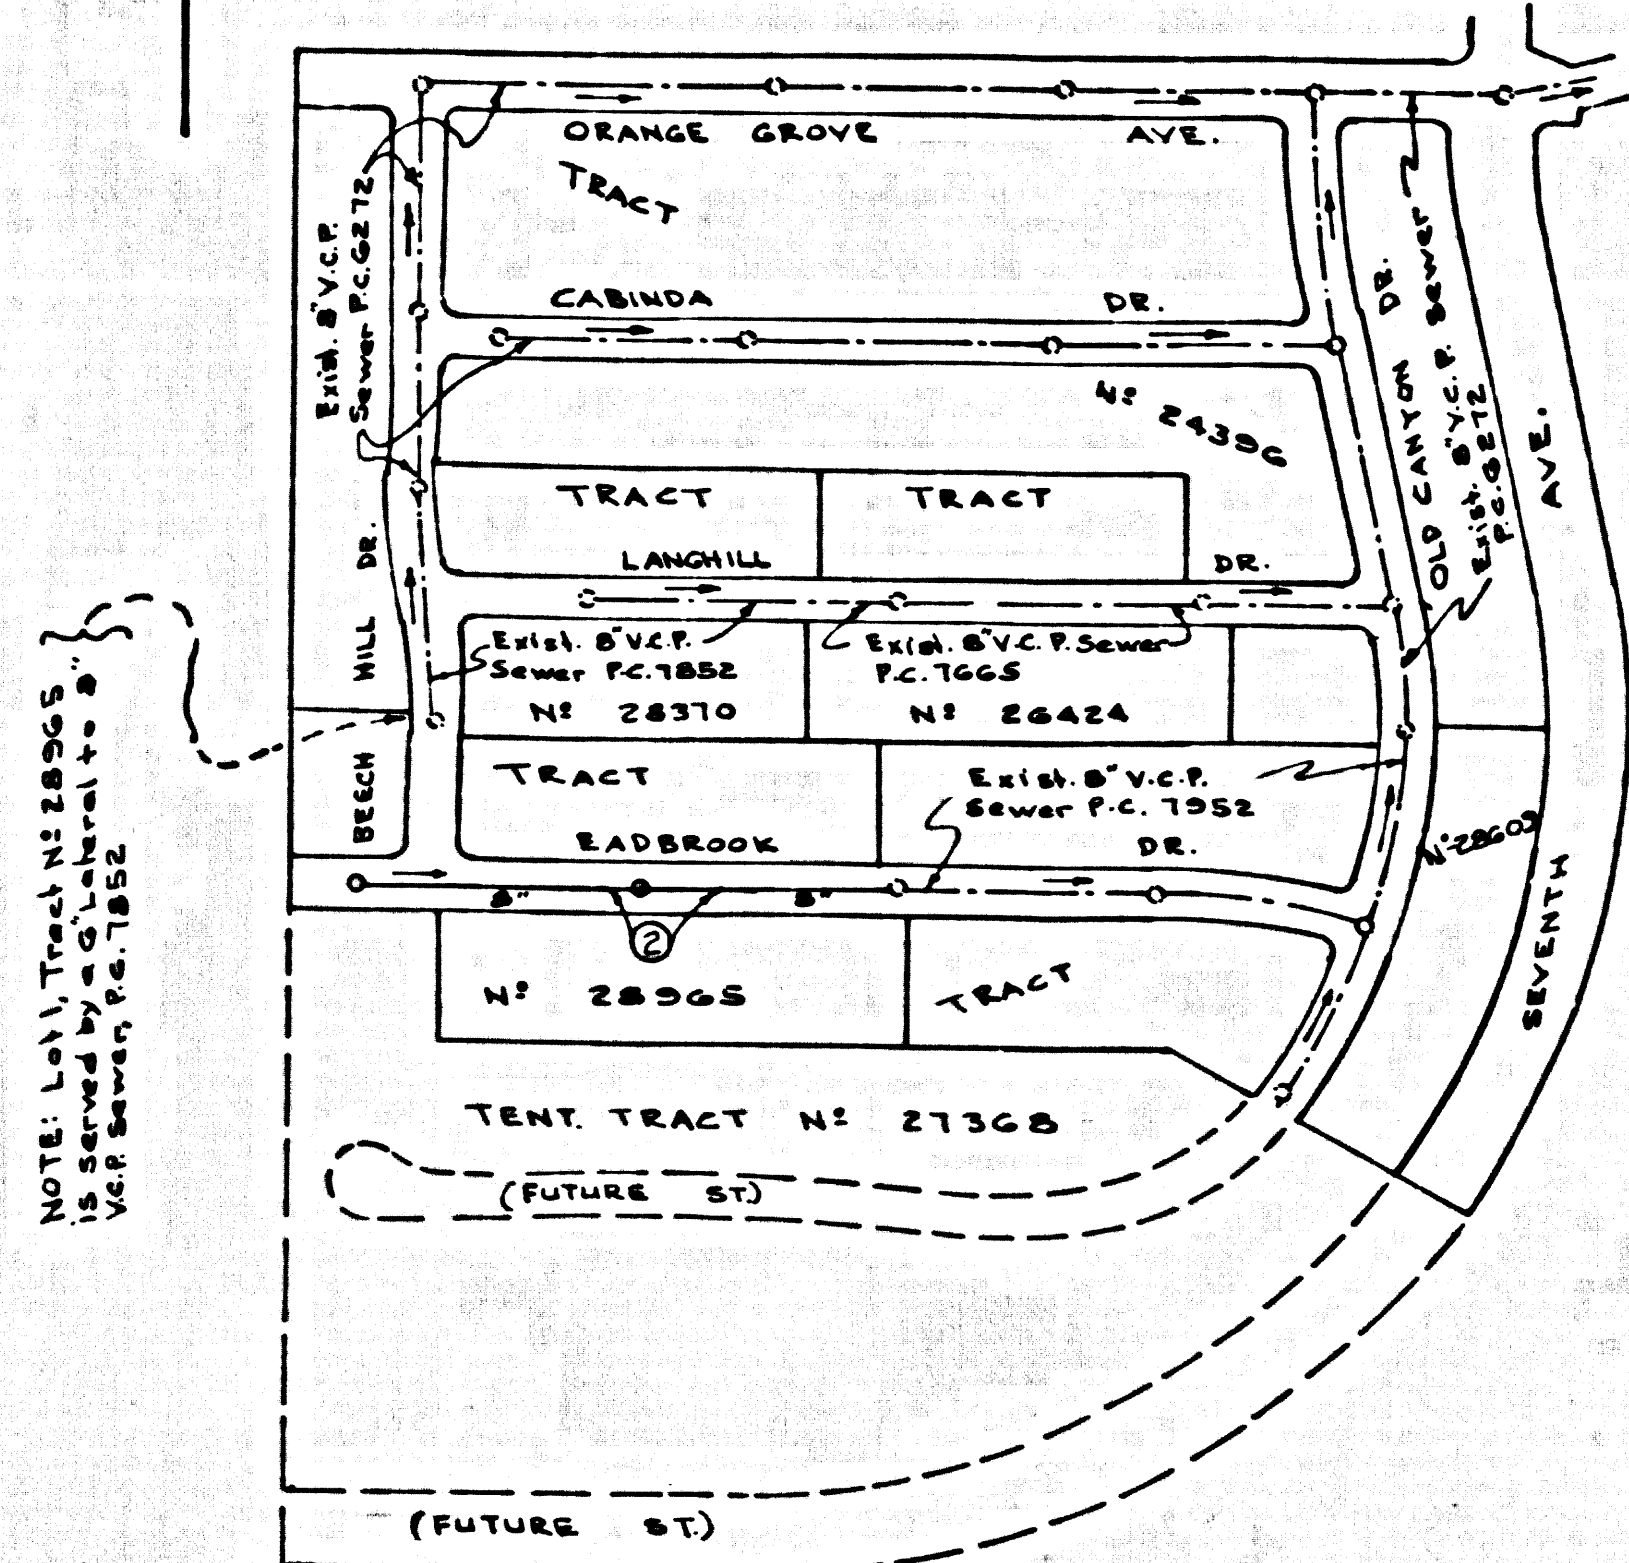 ORANGE GROVE AVE.
TRACT
Exist. 8" V.C.P.
Sewer P.C. 6272
CABINDA DR.
Nº 24396
OLD CANYON DR.
Exist. 8" V.C.P. Sewer
P.C. 6272
SEVENTH AVE.
TRACT TRACT
LANGHILL DR.
Exist. 8" V.C.P.
Sewer P.C. 7852
Nº 28370
Exist. 8" V.C.P. Sewer
P.C. 7665
Nº 26424
BEECH HILL DR.
TRACT
Exist. 8" V.C.P.
Sewer P.C. 7952
EADBROOK DR.
Nº 28609
8" 8"
2
Nº 28965
TRACT
NOTE: Lot 1, Tract Nº 28965
is served by a 6" Lateral to 8"
V.C.P. Sewer, P.C. 7852
TENT. TRACT Nº 27368
(FUTURE ST.)
(FUTURE ST.)